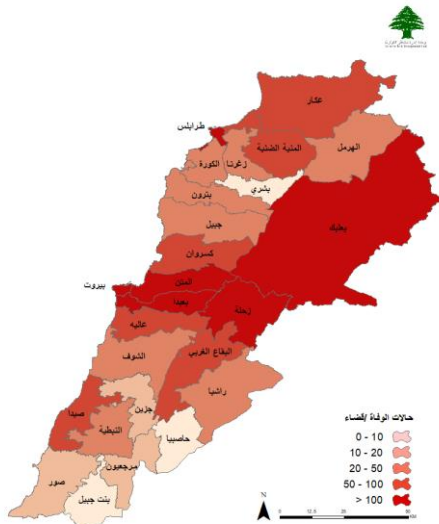 عكار
طرابلس
المنية الضنية
الهرمل
زغرتا
الكورة
بشري
بترون
بعلبك
جبيل
كسروان
المتن
بيروت
بعبدا
زحلة
عاليه
البقاع الغربي
الشوف
راشيا
جزين
صيدا
حاصبيا
النبطية
مرجعيون
صور
بنت جبيل
حالات الوفاة /قضاء
0 - 10
10 - 20
20 - 50
50 - 100
> 100
N